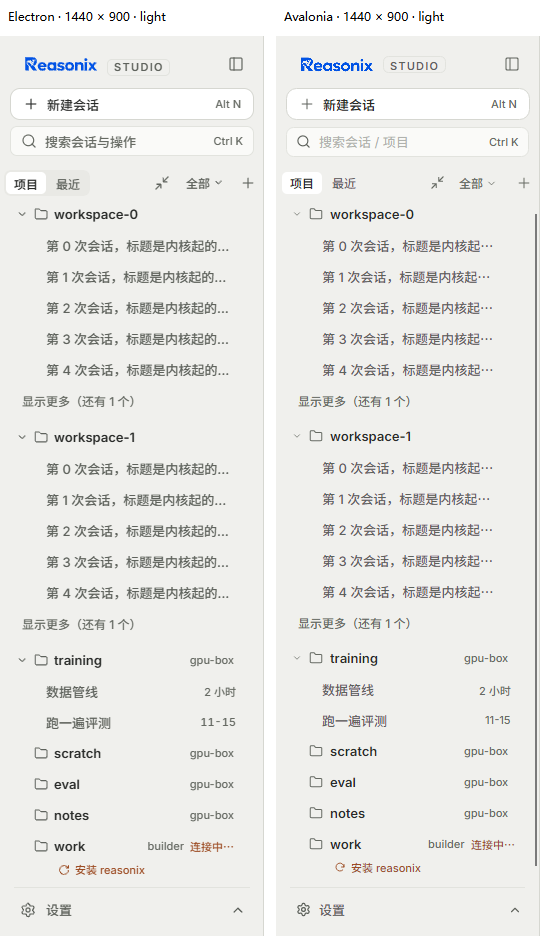 Electron · 1440 × 900 · light
Reasonix STUDIO
新建会话 Alt N
搜索会话与操作 Ctrl K
项目 最近 全部
workspace-0
第 0 次会话，标题是内核起的...
第 1 次会话，标题是内核起的...
第 2 次会话，标题是内核起的...
第 3 次会话，标题是内核起的...
第 4 次会话，标题是内核起的...
显示更多（还有 1 个）
workspace-1
第 0 次会话，标题是内核起的...
第 1 次会话，标题是内核起的...
第 2 次会话，标题是内核起的...
第 3 次会话，标题是内核起的...
第 4 次会话，标题是内核起的...
显示更多（还有 1 个）
training gpu-box
数据管线 2 小时
跑一遍评测 11-15
scratch gpu-box
eval gpu-box
notes gpu-box
work builder 连接中···
安装 reasonix
设置
Avalonia · 1440 × 900 · light
Reasonix STUDIO
新建会话 Alt N
搜索会话 / 项目 Ctrl K
项目 最近 全部
workspace-0
第 0 次会话，标题是内核起···
第 1 次会话，标题是内核起···
第 2 次会话，标题是内核起···
第 3 次会话，标题是内核起···
第 4 次会话，标题是内核起···
显示更多（还有 1 个）
workspace-1
第 0 次会话，标题是内核起···
第 1 次会话，标题是内核起···
第 2 次会话，标题是内核起···
第 3 次会话，标题是内核起···
第 4 次会话，标题是内核起···
显示更多（还有 1 个）
training gpu-box
数据管线 2 小时
跑一遍评测 11-15
scratch gpu-box
eval gpu-box
notes gpu-box
work builder 连接中···
安装 reasonix
设置